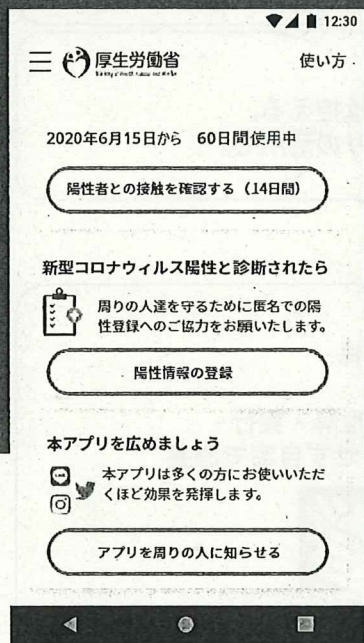 12:30
厚生労働省
使い方
2020年6月15日から 60日間使用中
陽性者との接触を確認する（14日間）
新型コロナウィルス陽性と診断されたら
周りの人達を守るために匿名での陽
性登録へのご協力をお願いたします。
陽性情報の登録
本アプリを広めましょう
本アプリは多くの方にお使いいただ
くほど効果を発揮します。
アプリを周りの人に知らせる